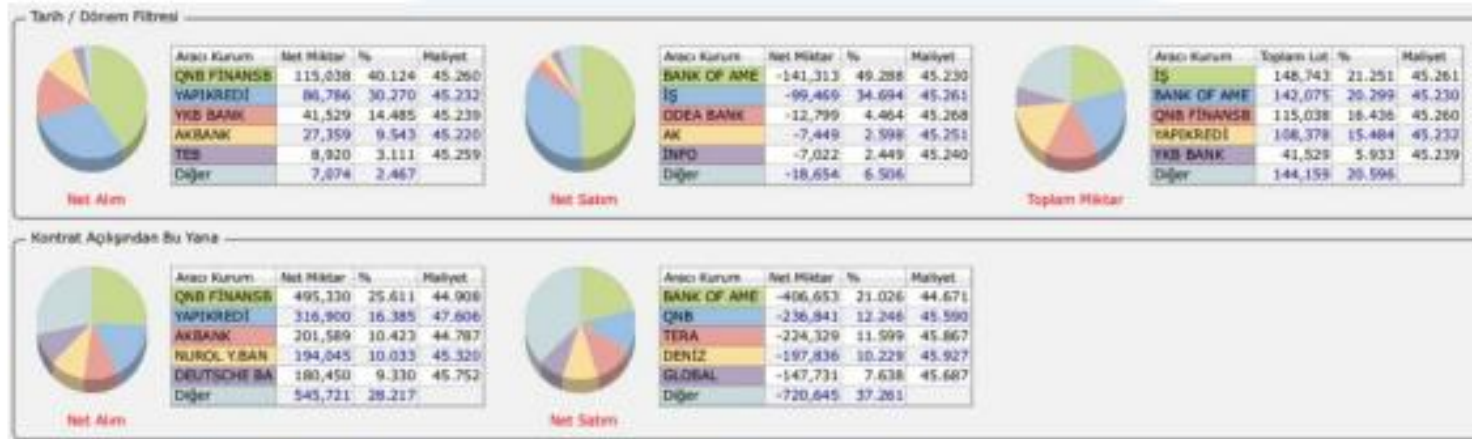 Tarih / Dönem Filtresi
Aracı Kurum Net Miktar % Maliyet
QNB FİNANSB 115,038 40.124 45.260
YAPIKREDİ 86,786 30.270 45.232
YKB BANK 41,529 14.485 45.239
AKBANK 27,359 9.543 45.220
TEB 8,920 3.111 45.259
Diğer 7,074 2.467
Net Alım
Aracı Kurum Net Miktar % Maliyet
BANK OF AME -141,313 49.288 45.230
İŞ -99,469 34.694 45.261
ODEA BANK -12,799 4.464 45.268
AK -7,449 2.598 45.251
İNFO -7,022 2.449 45.240
Diğer -18,654 6.506
Net Satım
Aracı Kurum Toplam Lot % Maliyet
İŞ 148,743 21.251 45.261
BANK OF AME 142,075 20.299 45.230
QNB FİNANSB 115,038 16.436 45.260
YAPIKREDİ 108,378 15.484 45.232
YKB BANK 41,529 5.933 45.239
Diğer 144,159 20.596
Toplam Miktar
Kontrat Açılışından Bu Yana
Aracı Kurum Net Miktar % Maliyet
QNB FİNANSB 495,330 25.611 44.908
YAPIKREDİ 316,900 16.385 47.606
AKBANK 201,589 10.423 44.787
NUROL Y.BAN 194,045 10.033 45.320
DEUTSCHE BA 180,450 9.330 45.752
Diğer 545,721 28.217
Net Alım
Aracı Kurum Net Miktar % Maliyet
BANK OF AME -406,653 21.026 44.671
QNB -236,841 12.246 45.590
TERA -224,329 11.599 45.867
DENİZ -197,836 10.229 45.927
GLOBAL -147,731 7.638 45.687
Diğer -720,645 37.261
Net Satım